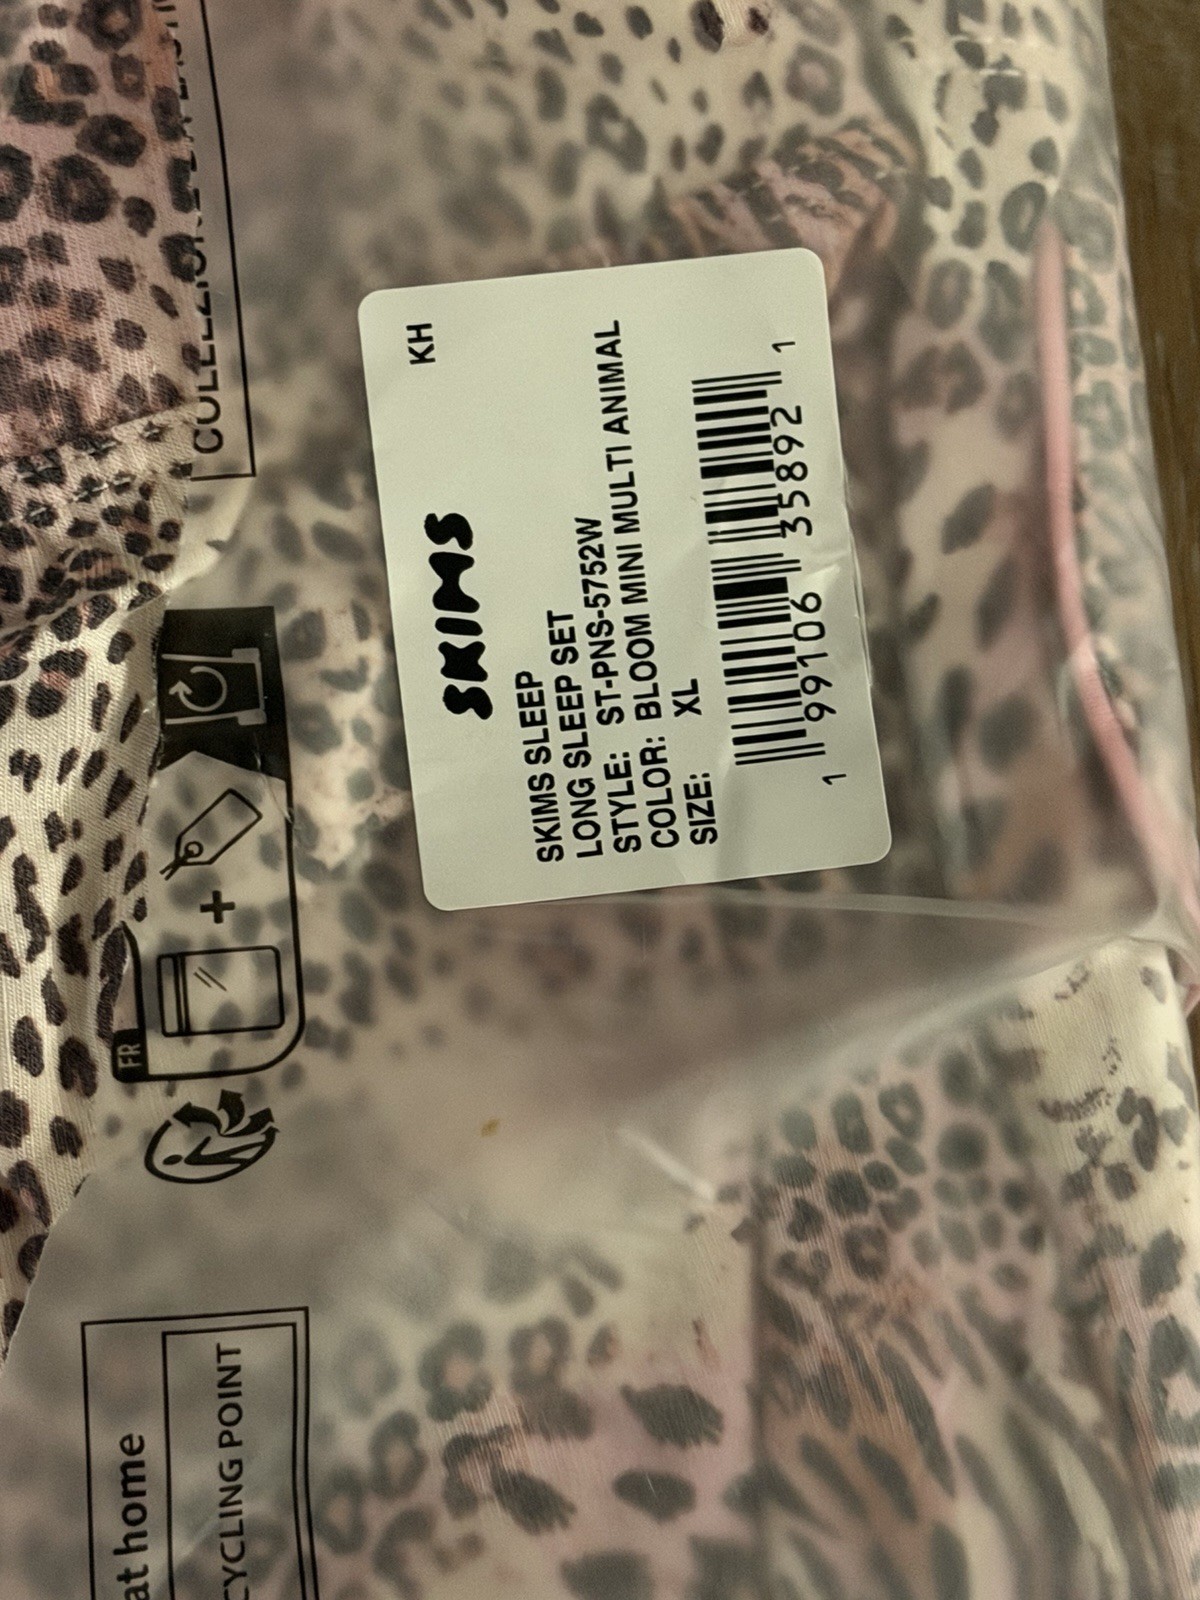 KH
SKIMS
SKIMS SLEEP
LONG SLEEP SET
STYLE: ST-PNS-5752W
COLOR: BLOOM MINI MULTI ANIMAL
SIZE: XL
1 99106 35892 1
FR
+
at home
CYCLING POINT